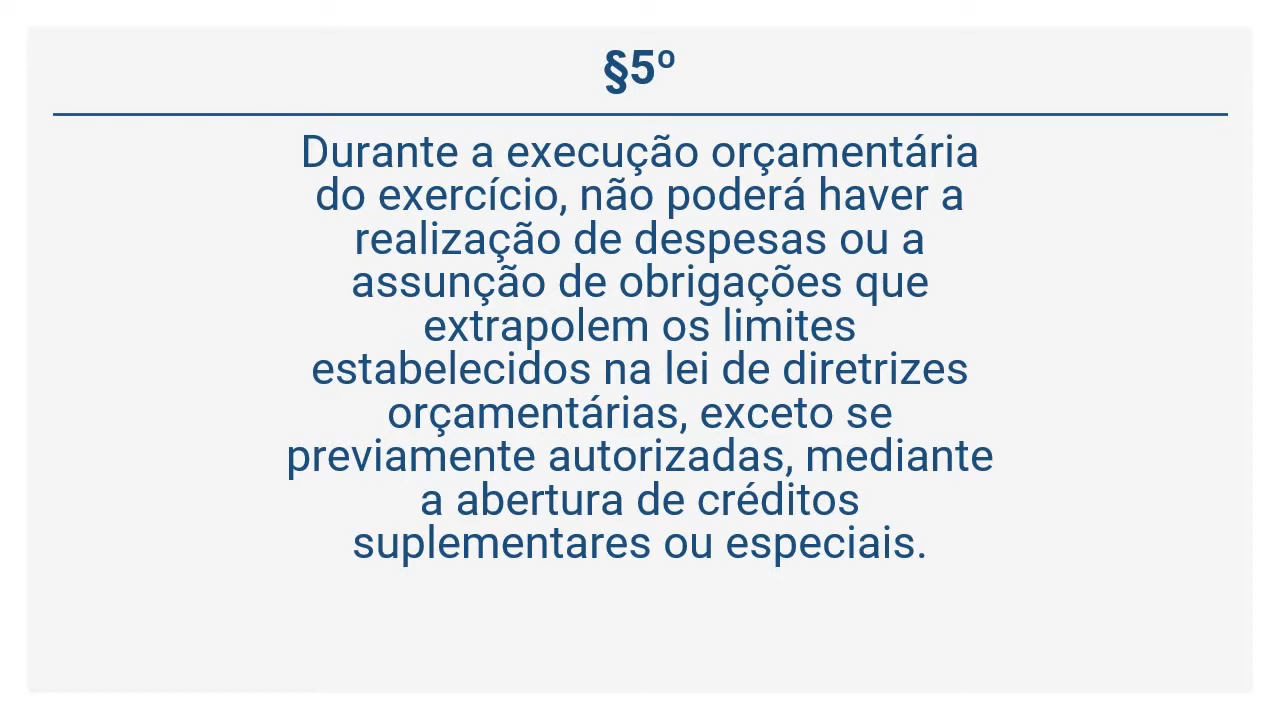 §5º
Durante a execução orçamentária
do exercício, não poderá haver a
realização de despesas ou a
assunção de obrigações que
extrapolem os limites
estabelecidos na lei de diretrizes
orçamentárias, exceto se
previamente autorizadas, mediante
a abertura de créditos
suplementares ou especiais.